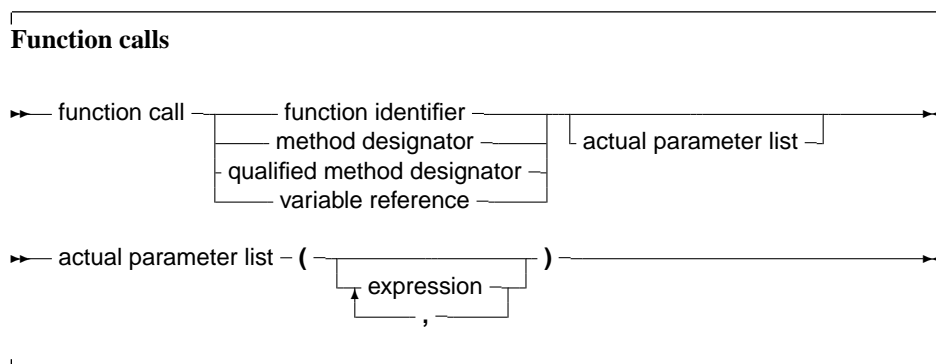 Function calls
function call function identifier
method designator actual parameter list
qualified method designator
variable reference
actual parameter list ( )
expression
,